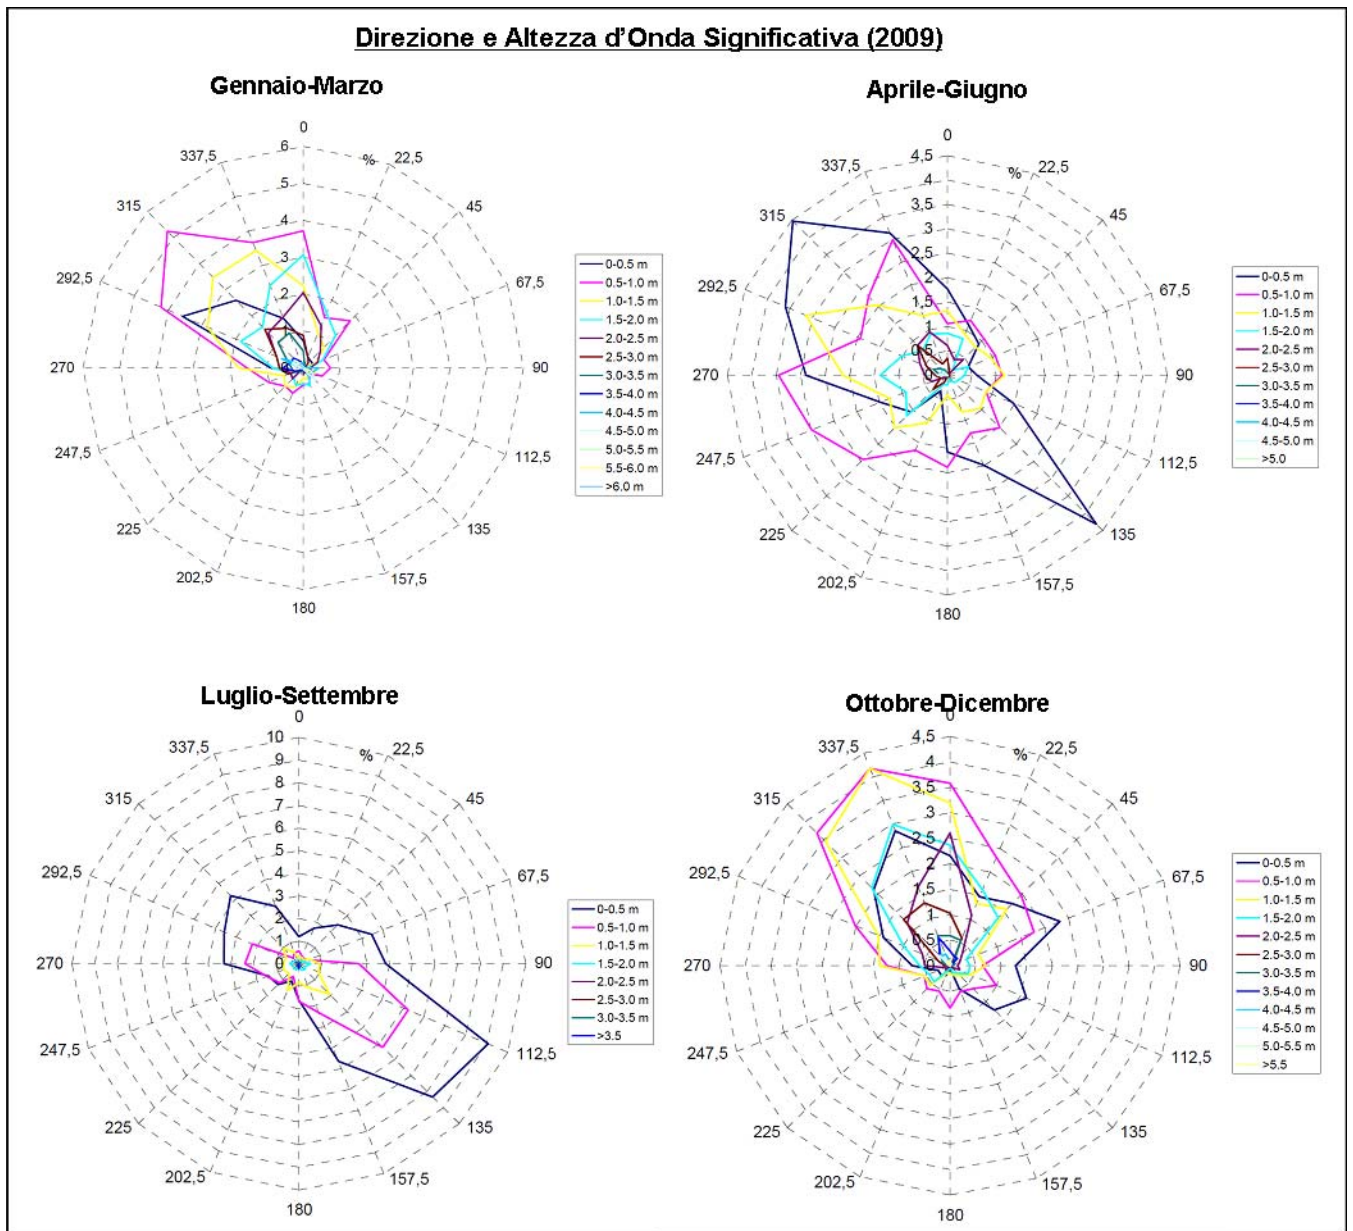 Direzione e Altezza d'Onda Significativa (2009)
Gennaio-Marzo
0
22,5
45
67,5
90
112,5
135
157,5
180
202,5
225
247,5
270
292,5
315
337,5
%
6
5
4
3
2
1
0
0-0.5 m
0.5-1.0 m
1.0-1.5 m
1.5-2.0 m
2.0-2.5 m
2.5-3.0 m
3.0-3.5 m
3.5-4.0 m
4.0-4.5 m
4.5-5.0 m
5.0-5.5 m
5.5-6.0 m
>6.0 m
Aprile-Giugno
0
22,5
45
67,5
90
112,5
135
157,5
180
202,5
225
247,5
270
292,5
315
337,5
%
4,5
4
3,5
3
2,5
2
1,5
1
0,5
0
0-0.5 m
0.5-1.0 m
1.0-1.5 m
1.5-2.0 m
2.0-2.5 m
2.5-3.0 m
3.0-3.5 m
3.5-4.0 m
4.0-4.5 m
4.5-5.0 m
>5.0
Luglio-Settembre
0
22,5
45
67,5
90
112,5
135
157,5
180
202,5
225
247,5
270
292,5
315
337,5
%
10
9
8
7
6
5
4
3
2
1
0
0-0.5 m
0.5-1.0 m
1.0-1.5 m
1.5-2.0 m
2.0-2.5 m
2.5-3.0 m
3.0-3.5 m
>3.5
Ottobre-Dicembre
0
22,5
45
67,5
90
112,5
135
157,5
180
202,5
225
247,5
270
292,5
315
337,5
%
4,5
4
3,5
3
2,5
2
1,5
1
0,5
0
0-0.5 m
0.5-1.0 m
1.0-1.5 m
1.5-2.0 m
2.0-2.5 m
2.5-3.0 m
3.0-3.5 m
3.5-4.0 m
4.0-4.5 m
4.5-5.0 m
5.0-5.5 m
>5.5